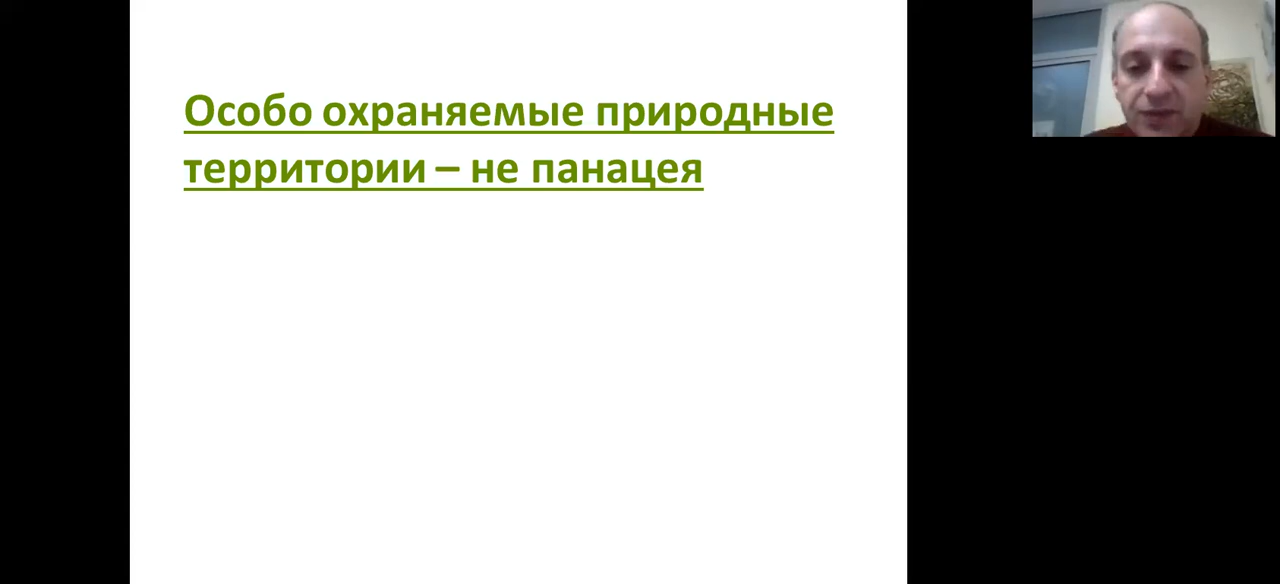 Особо охраняемые природные
территории – не панацея